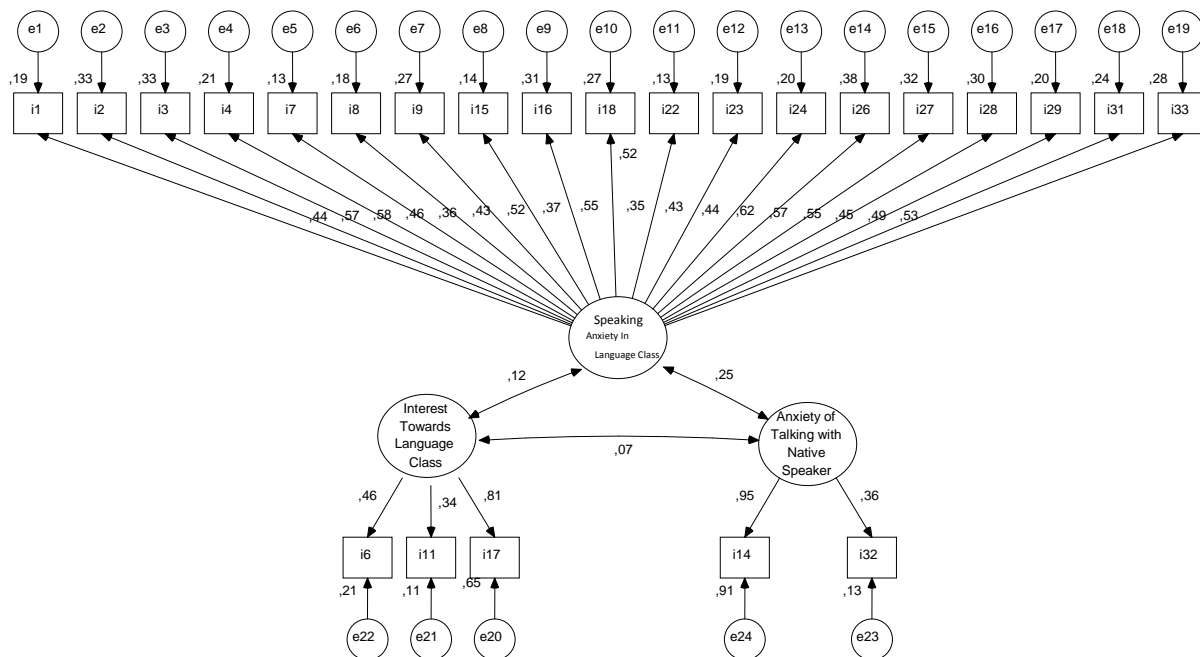 e1 e2 e3 e4 e5 e6 e7 e8 e9 e10 e11 e12 e13 e14 e15 e16 e17 e18 e19
,19 ,33 ,33 ,21 ,13 ,18 ,27 ,14 ,31 ,27 ,13 ,19 ,20 ,38 ,32 ,30 ,20 ,24 ,28
i1 i2 i3 i4 i7 i8 i9 i15 i16 i18 i22 i23 i24 i26 i27 i28 i29 i31 i33
,52
,44 ,57 ,58 ,46 ,36 ,43 ,52 ,37 ,55 ,35 ,43 ,44 ,62 ,57 ,55 ,45 ,49 ,53
Speaking
Anxiety In
Language Class
,12 ,25
Interest
Towards
Language
Class
,07
Anxiety of
Talking with
Native
Speaker
,46 ,34 ,81 ,95 ,36
i6 i11 i17 i14 i32
,21 ,11 ,65 ,91 ,13
e22 e21 e20 e24 e23